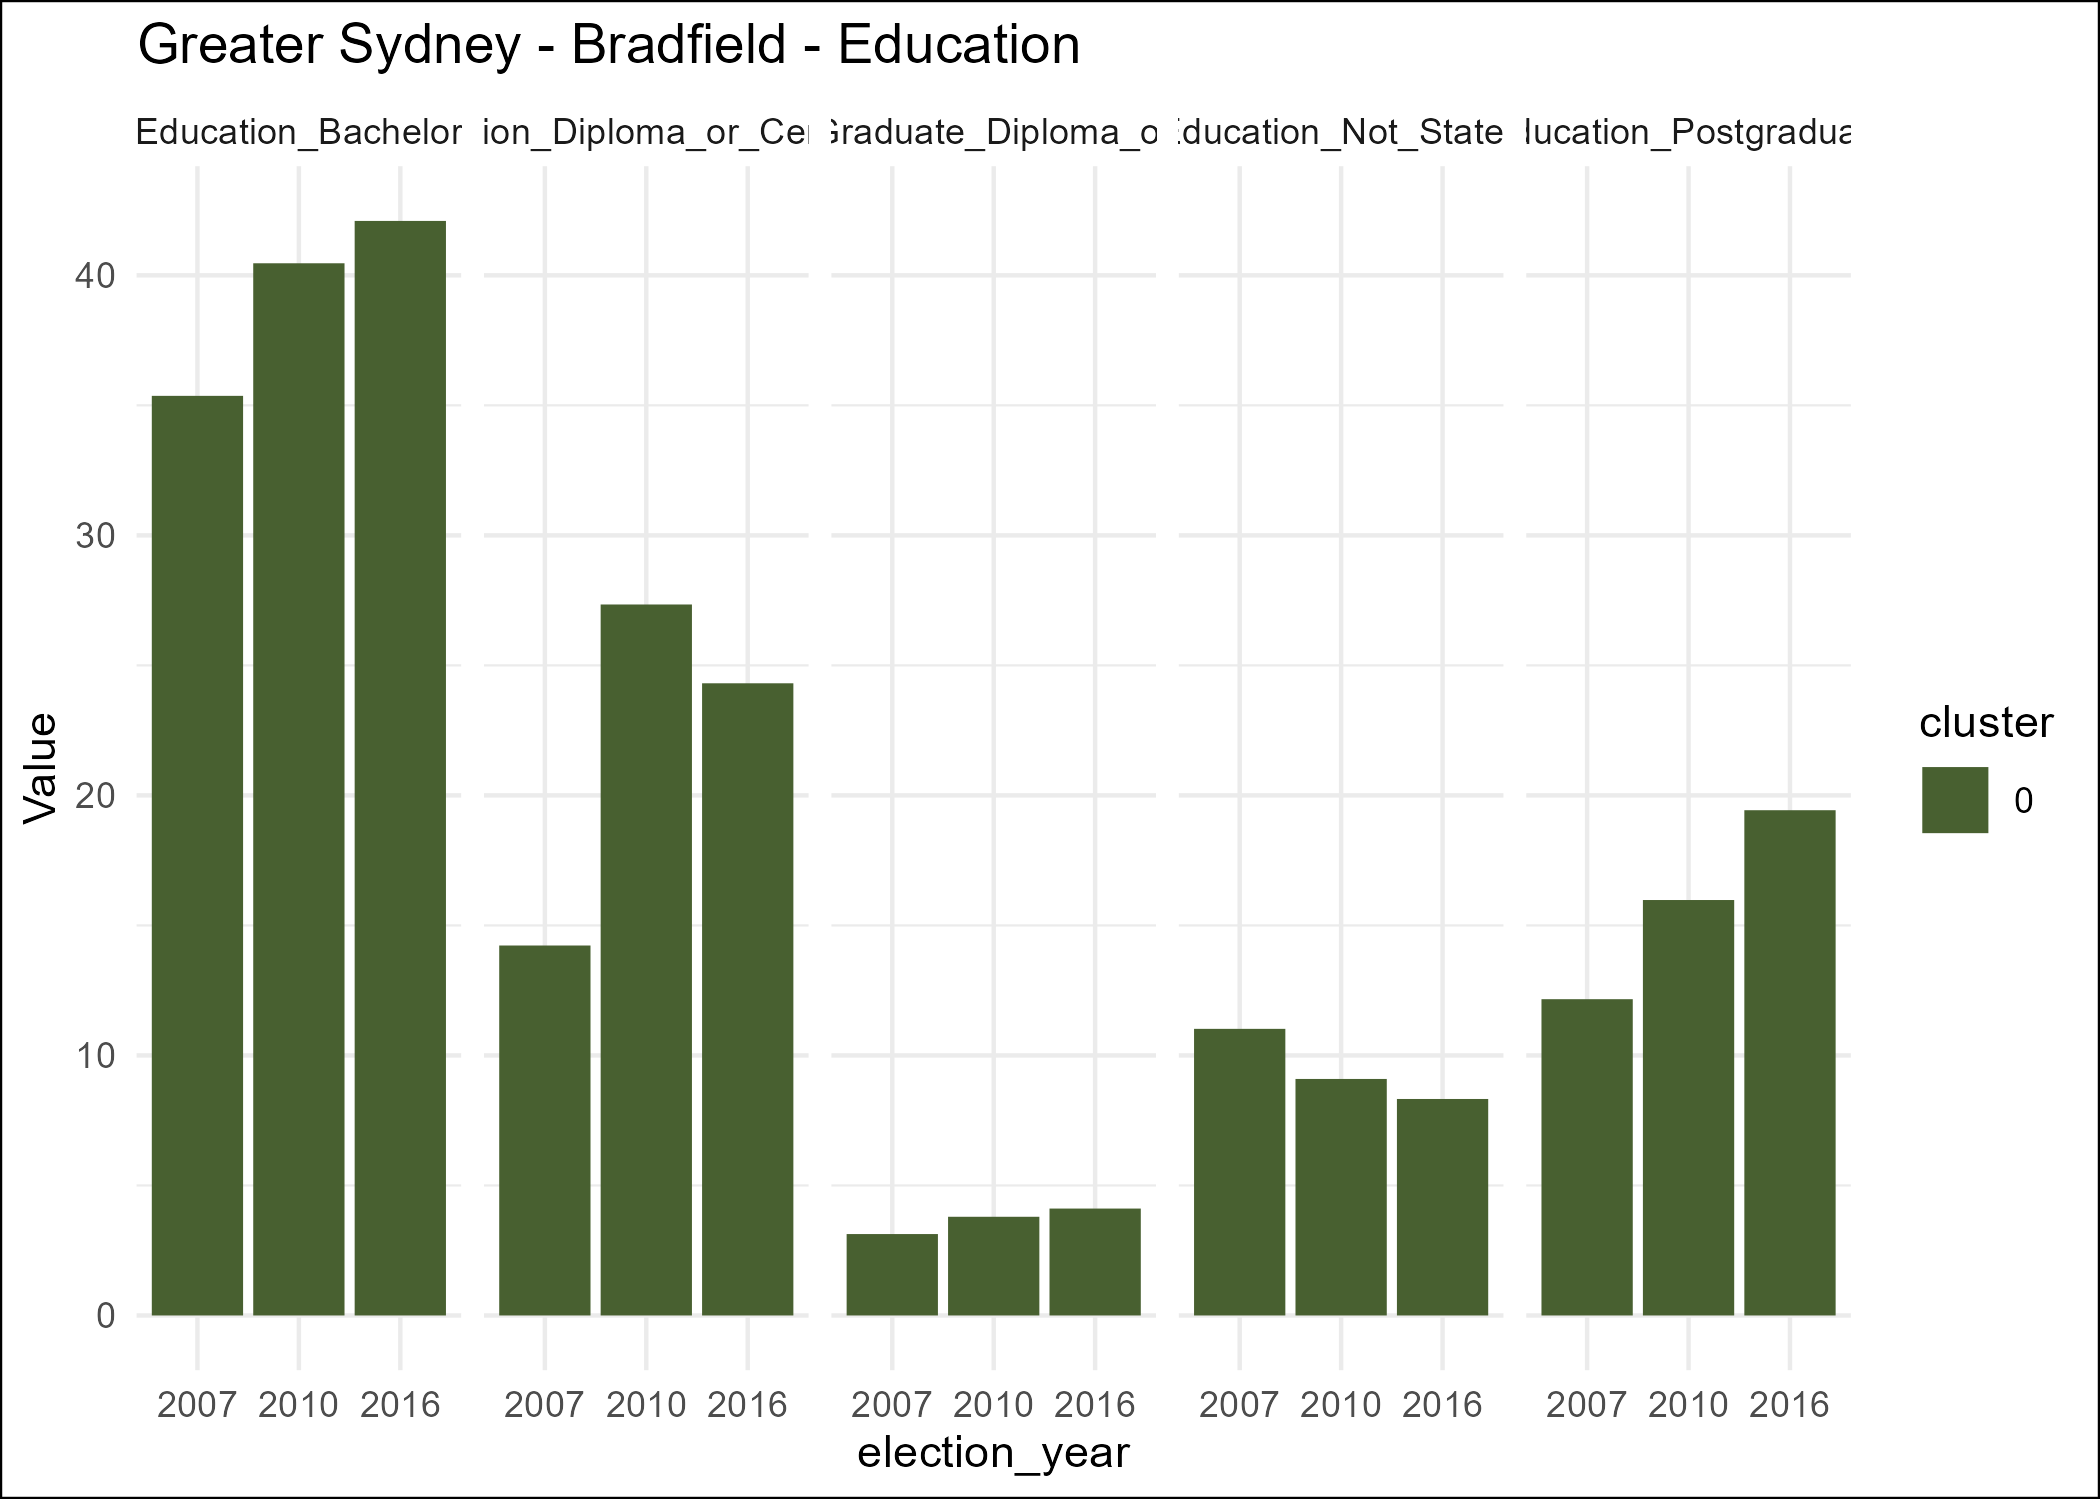 Greater Sydney - Bradfield - Education
Education_Bachelor ion_Diploma_or_Cer Graduate_Diploma_o Education_Not_State ducation_Postgradua
40
30
20
10
0
Value
2007 2010 2016 2007 2010 2016 2007 2010 2016 2007 2010 2016 2007 2010 2016
election_year
cluster
0